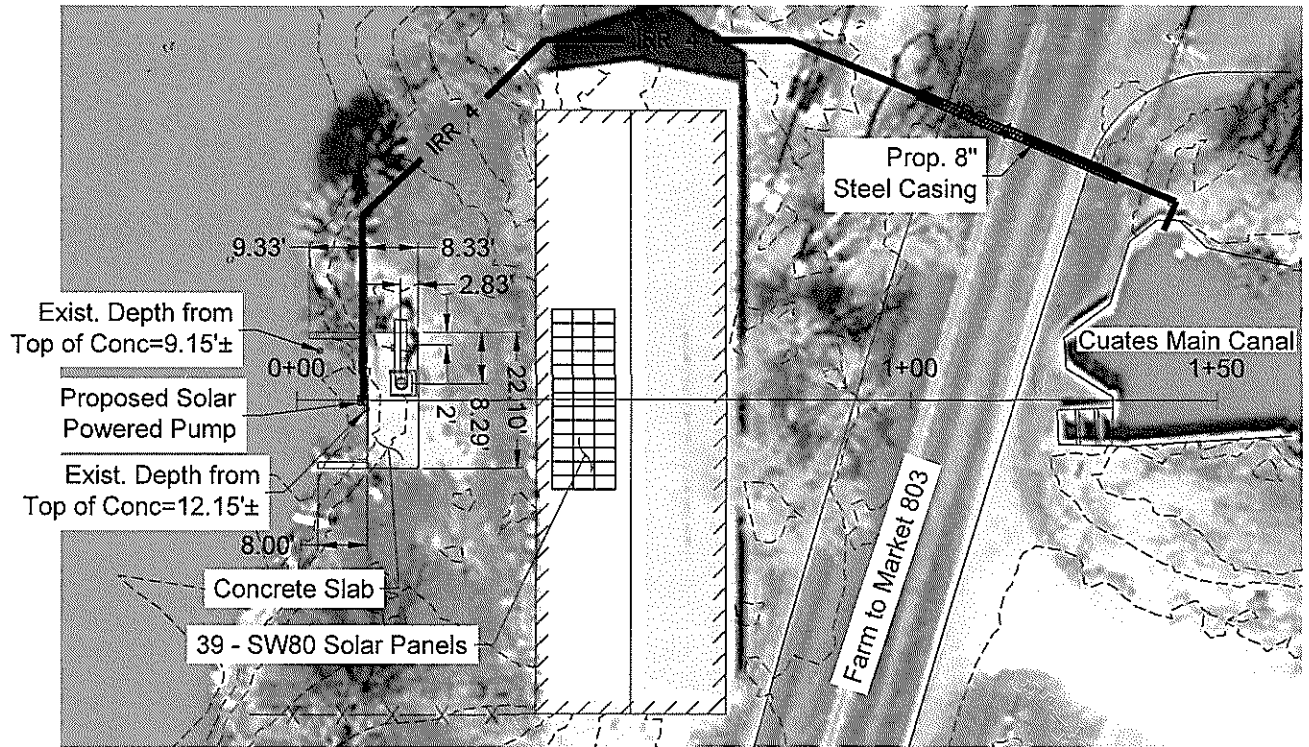 IRR 4
IRR 4
Prop. 8"
Steel Casing
9.33'
8.33'
2.83'
Exist. Depth from
Top of Conc=9.15'±
0+00
Proposed Solar
Powered Pump
Exist. Depth from
Top of Conc=12.15'±
2'
8.29'
22.10'
8.00'
Concrete Slab
39 - SW80 Solar Panels
Cuates Main Canal
1+00
1+50
Farm to Market 803